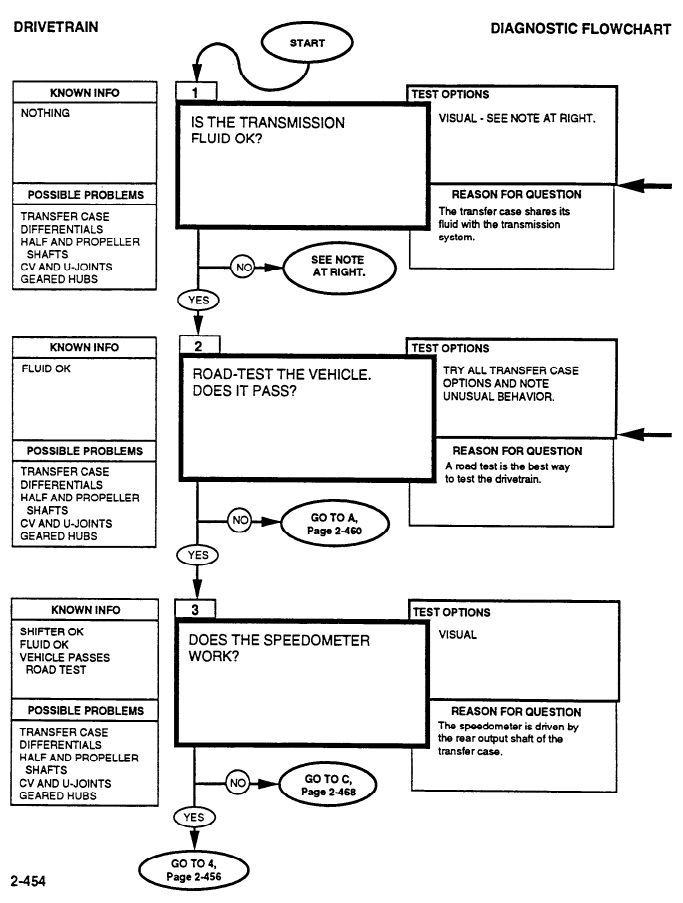 DRIVETRAIN
DIAGNOSTIC FLOWCHART
START
KNOWN INFO
NOTHING
POSSIBLE PROBLEMS
TRANSFER CASE
DIFFERENTIALS
HALF AND PROPELLER
SHAFTS
CV AND U-JOINTS
GEARED HUBS
1
IS THE TRANSMISSION
FLUID OK?
TEST OPTIONS
VISUAL - SEE NOTE AT RIGHT.
REASON FOR QUESTION
The transfer case shares its
fluid with the transmission
system.
NO
SEE NOTE
AT RIGHT.
YES
KNOWN INFO
FLUID OK
POSSIBLE PROBLEMS
TRANSFER CASE
DIFFERENTIALS
HALF AND PROPELLER
SHAFTS
CV AND U-JOINTS
GEARED HUBS
2
ROAD-TEST THE VEHICLE.
DOES IT PASS?
TEST OPTIONS
TRY ALL TRANSFER CASE
OPTIONS AND NOTE
UNUSUAL BEHAVIOR.
REASON FOR QUESTION
A road test is the best way
to test the drivetrain.
NO
GO TO A,
Page 2-460
YES
KNOWN INFO
SHIFTER OK
FLUID OK
VEHICLE PASSES
ROAD TEST
POSSIBLE PROBLEMS
TRANSFER CASE
DIFFERENTIALS
HALF AND PROPELLER
SHAFTS
CV AND U-JOINTS
GEARED HUBS
3
DOES THE SPEEDOMETER
WORK?
TEST OPTIONS
VISUAL
REASON FOR QUESTION
The speedometer is driven by
the rear output shaft of the
transfer case.
NO
GO TO C,
Page 2-468
YES
GO TO 4,
Page 2-456
2-454